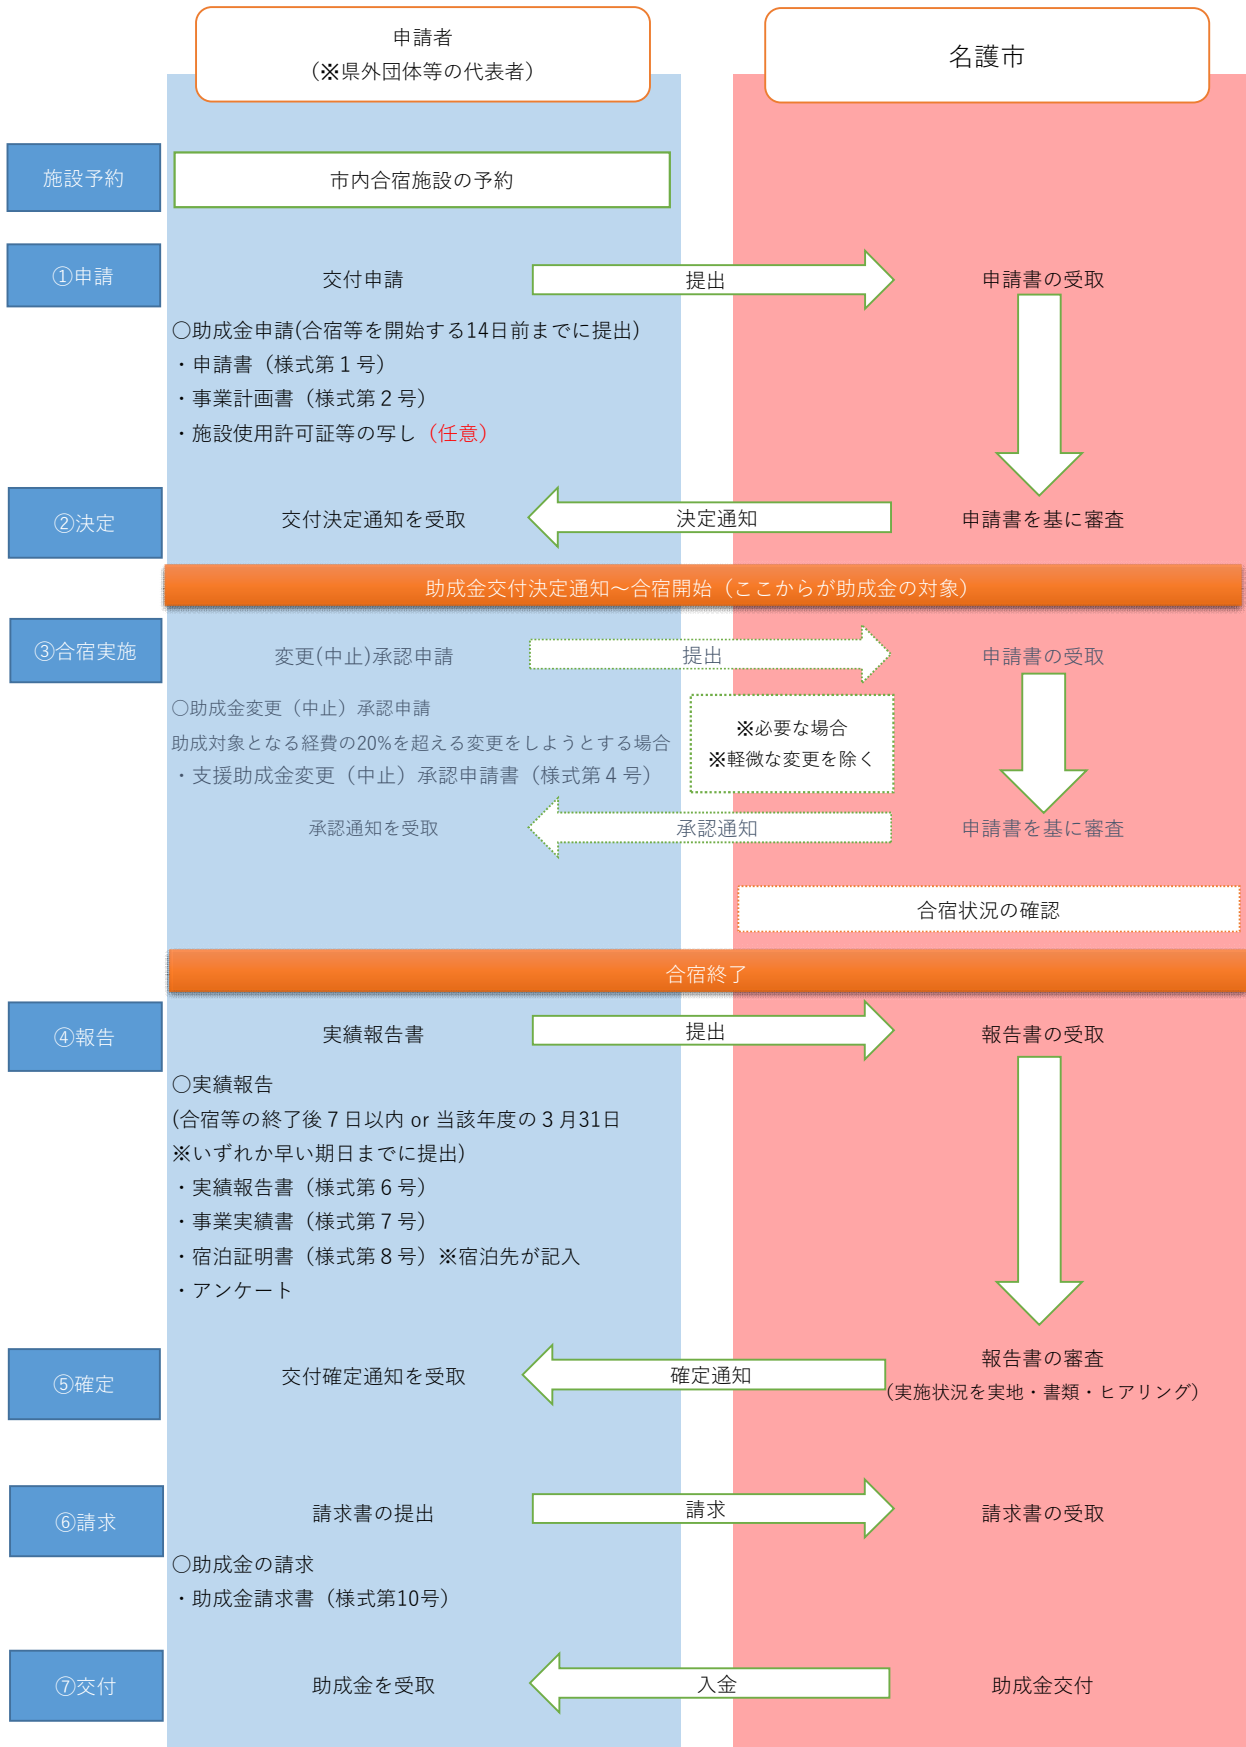 申請者
(※県外団体等の代表者)
名護市
施設予約
市内合宿施設の予約
①申請
交付申請
提出
申請書の受取
〇助成金申請(合宿等を開始する14日前までに提出)
・申請書（様式第１号）
・事業計画書（様式第２号）
・施設使用許可証等の写し（任意）
②決定
交付決定通知を受取
決定通知
申請書を基に審査
助成金交付決定通知～合宿開始（ここからが助成金の対象）
③合宿実施
変更(中止)承認申請
提出
申請書の受取
〇助成金変更（中止）承認申請
助成対象となる経費の20%を超える変更をしようとする場合
・支援助成金変更（中止）承認申請書（様式第４号）
※必要な場合
※軽微な変更を除く
承認通知を受取
承認通知
申請書を基に審査
合宿状況の確認
合宿終了
④報告
実績報告書
提出
報告書の受取
〇実績報告
(合宿等の終了後７日以内 or 当該年度の３月31日
※いずれか早い期日までに提出)
・実績報告書（様式第６号）
・事業実績書（様式第７号）
・宿泊証明書（様式第８号）※宿泊先が記入
・アンケート
⑤確定
交付確定通知を受取
確定通知
報告書の審査
（実施状況を実地・書類・ヒアリング）
⑥請求
請求書の提出
請求
請求書の受取
〇助成金の請求
・助成金請求書（様式第10号）
⑦交付
助成金を受取
入金
助成金交付